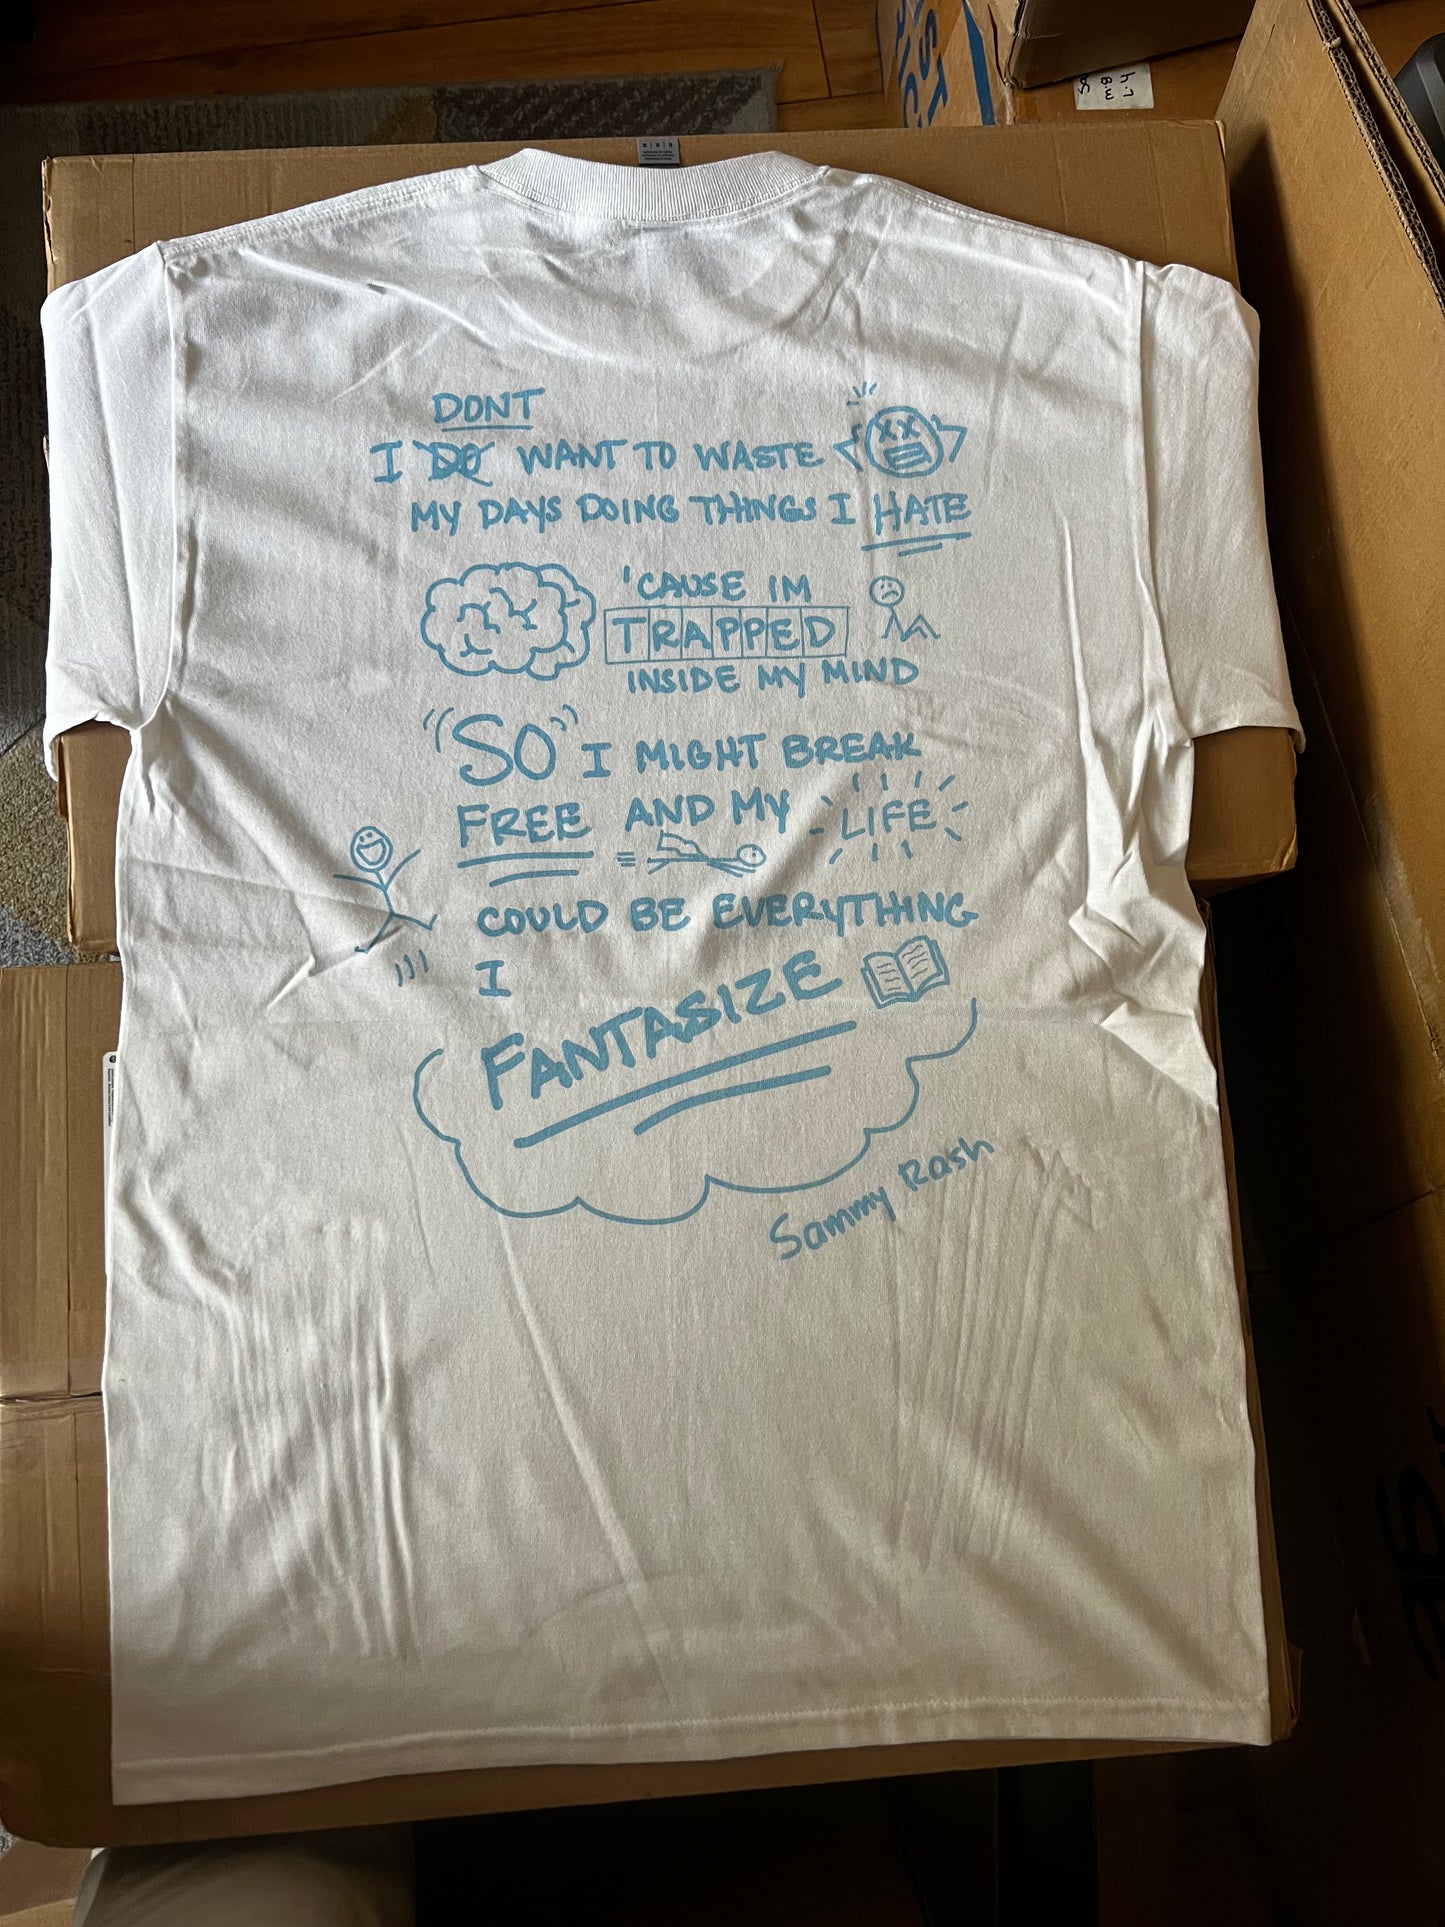 DONT
I DO WANT TO WASTE
MY DAYS DOING THINGS I HATE
'CAUSE IM
TRAPPED
INSIDE MY MIND
"SO" I MIGHT BREAK
FREE AND MY LIFE
COULD BE EVERYTHING
I
FANTASIZE
Sammy Rash